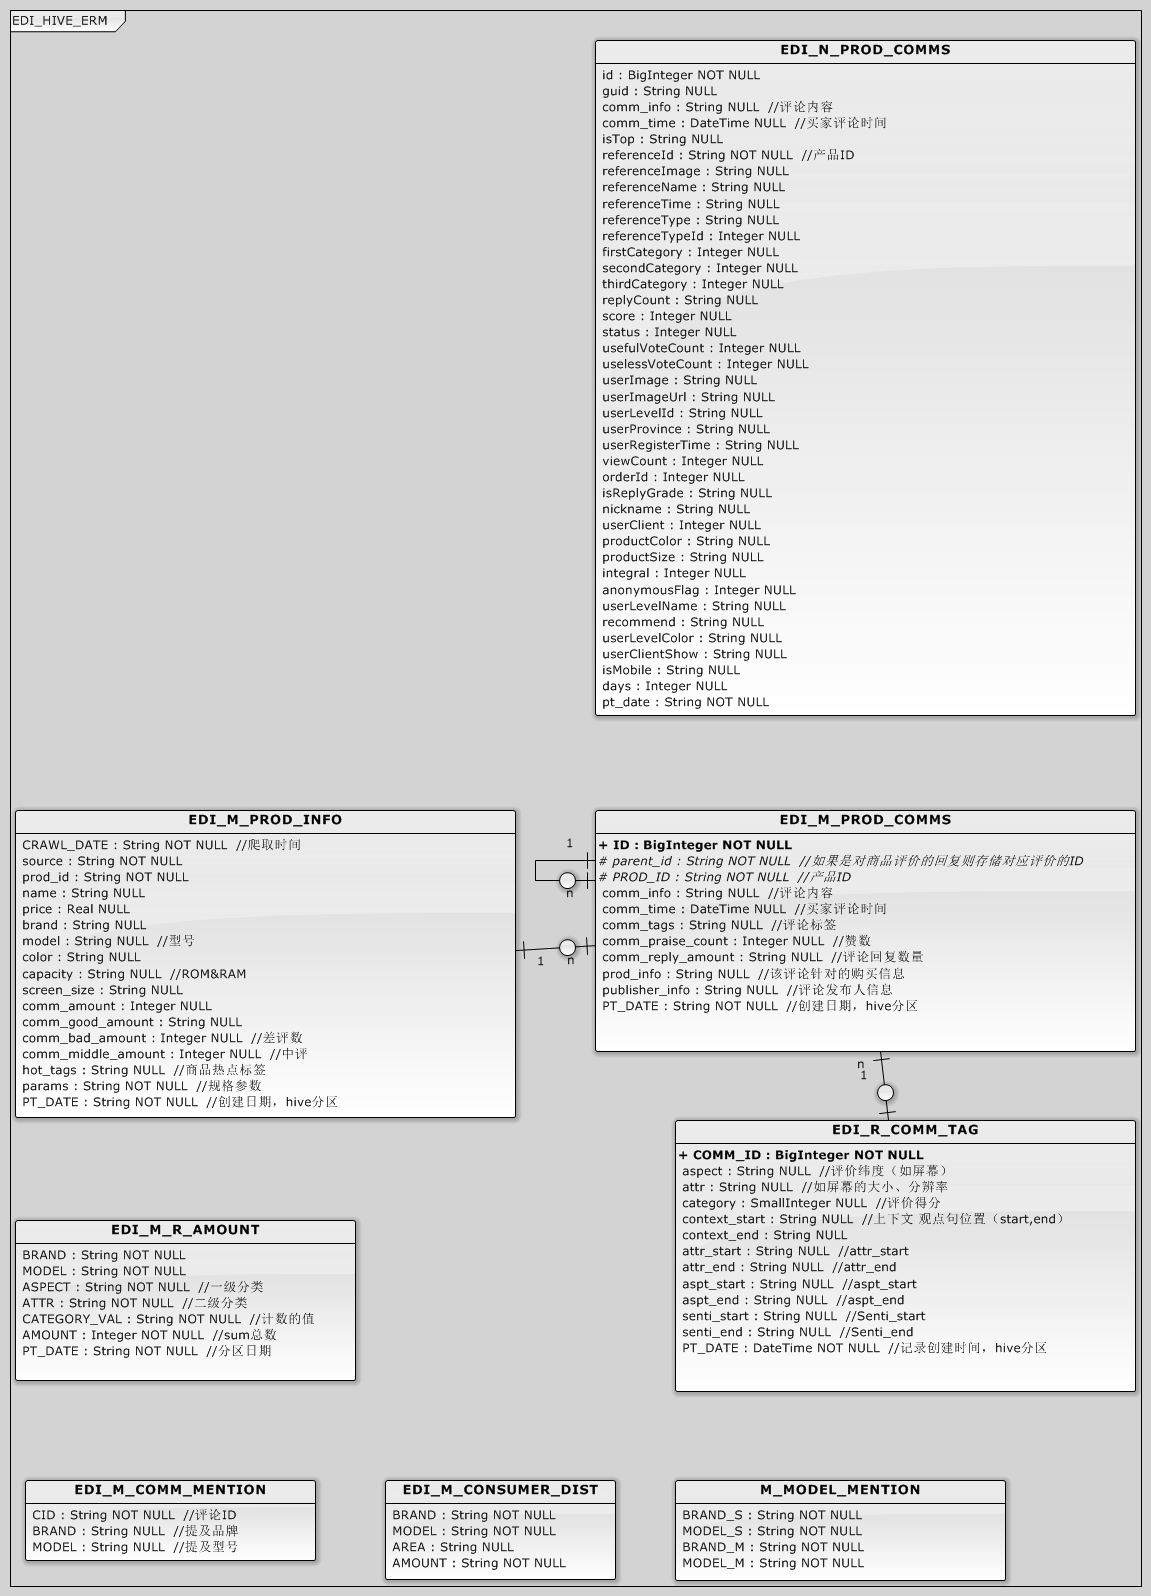 EDI_HIVE_ERM
EDI_N_PROD_COMMS
id : BigInteger NOT NULL
guid : String NULL
comm_info : String NULL  //评论内容
comm_time : DateTime NULL  //买家评论时间
isTop : String NULL
referenceId : String NOT NULL  //产品ID
referenceImage : String NULL
referenceName : String NULL
referenceTime : String NULL
referenceType : String NULL
referenceTypeId : Integer NULL
firstCategory : Integer NULL
secondCategory : Integer NULL
thirdCategory : Integer NULL
replyCount : String NULL
score : Integer NULL
status : Integer NULL
usefulVoteCount : Integer NULL
uselessVoteCount : Integer NULL
userImage : String NULL
userImageUrl : String NULL
userLevelId : String NULL
userProvince : String NULL
userRegisterTime : String NULL
viewCount : Integer NULL
orderId : Integer NULL
isReplyGrade : String NULL
nickname : String NULL
userClient : Integer NULL
productColor : String NULL
productSize : String NULL
integral : Integer NULL
anonymousFlag : Integer NULL
userLevelName : String NULL
recommend : String NULL
userLevelColor : String NULL
userClientShow : String NULL
isMobile : String NULL
days : Integer NULL
pt_date : String NOT NULL
EDI_M_PROD_INFO
CRAWL_DATE : String NOT NULL  //爬取时间
source : String NOT NULL
prod_id : String NOT NULL
name : String NULL
price : Real NULL
brand : String NULL
model : String NULL  //型号
color : String NULL
capacity : String NULL  //ROM&RAM
screen_size : String NULL
comm_amount : Integer NULL
comm_good_amount : String NULL
comm_bad_amount : Integer NULL  //差评数
comm_middle_amount : Integer NULL  //中评
hot_tags : String NULL  //商品热点标签
params : String NOT NULL  //规格参数
PT_DATE : String NOT NULL  //创建日期，hive分区
1
n
1
n
EDI_M_PROD_COMMS
+ ID : BigInteger NOT NULL
# parent_id : String NOT NULL  //如果是对商品评价的回复则存储对应评价的ID
# PROD_ID : String NOT NULL  //产品ID
comm_info : String NULL  //评论内容
comm_time : DateTime NULL  //买家评论时间
comm_tags : String NULL  //评论标签
comm_praise_count : Integer NULL  //赞数
comm_reply_amount : String NULL  //评论回复数量
prod_info : String NULL  //该评论针对的购买信息
publisher_info : String NULL  //评论发布人信息
PT_DATE : String NOT NULL  //创建日期，hive分区
n
1
EDI_R_COMM_TAG
+ COMM_ID : BigInteger NOT NULL
aspect : String NULL  //评价纬度（如屏幕）
attr : String NULL  //如屏幕的大小、分辨率
category : SmallInteger NULL  //评价得分
context_start : String NULL  //上下文 观点句位置（start,end）
context_end : String NULL
attr_start : String NULL  //attr_start
attr_end : String NULL  //attr_end
aspt_start : String NULL  //aspt_start
aspt_end : String NULL  //aspt_end
senti_start : String NULL  //Senti_start
senti_end : String NULL  //Senti_end
PT_DATE : DateTime NOT NULL  //记录创建时间，hive分区
EDI_M_R_AMOUNT
BRAND : String NOT NULL
MODEL : String NOT NULL
ASPECT : String NOT NULL  //一级分类
ATTR : String NOT NULL  //二级分类
CATEGORY_VAL : String NOT NULL  //计数的值
AMOUNT : Integer NOT NULL  //sum总数
PT_DATE : String NOT NULL  //分区日期
EDI_M_COMM_MENTION
CID : String NOT NULL  //评论ID
BRAND : String NULL  //提及品牌
MODEL : String NULL  //提及型号
EDI_M_CONSUMER_DIST
BRAND : String NOT NULL
MODEL : String NOT NULL
AREA : String NULL
AMOUNT : String NOT NULL
M_MODEL_MENTION
BRAND_S : String NOT NULL
MODEL_S : String NOT NULL
BRAND_M : String NOT NULL
MODEL_M : String NOT NULL